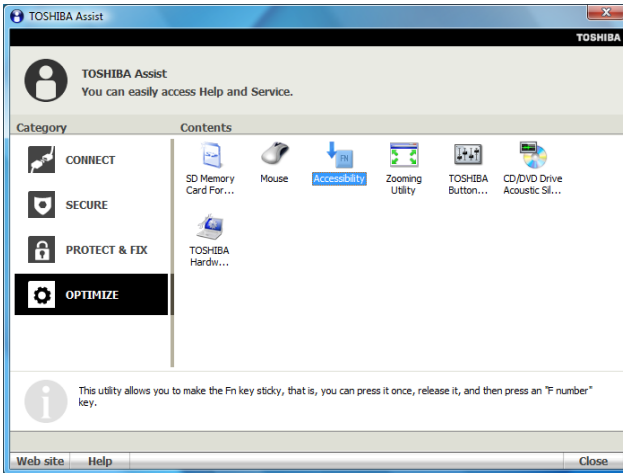 TOSHIBA Assist
TOSHIBA
TOSHIBA Assist
You can easily access Help and Service.
Category
Contents
CONNECT
SECURE
PROTECT & FIX
OPTIMIZE
SD Memory
Card For...
Mouse
FN
Accessibility
Zooming
Utility
TOSHIBA
Button...
CD/DVD Drive
Acoustic Sil...
TOSHIBA
Hardw...
This utility allows you to make the Fn key sticky, that is, you can press it once, release it, and then press an "F number"
key.
Web site
Help
Close